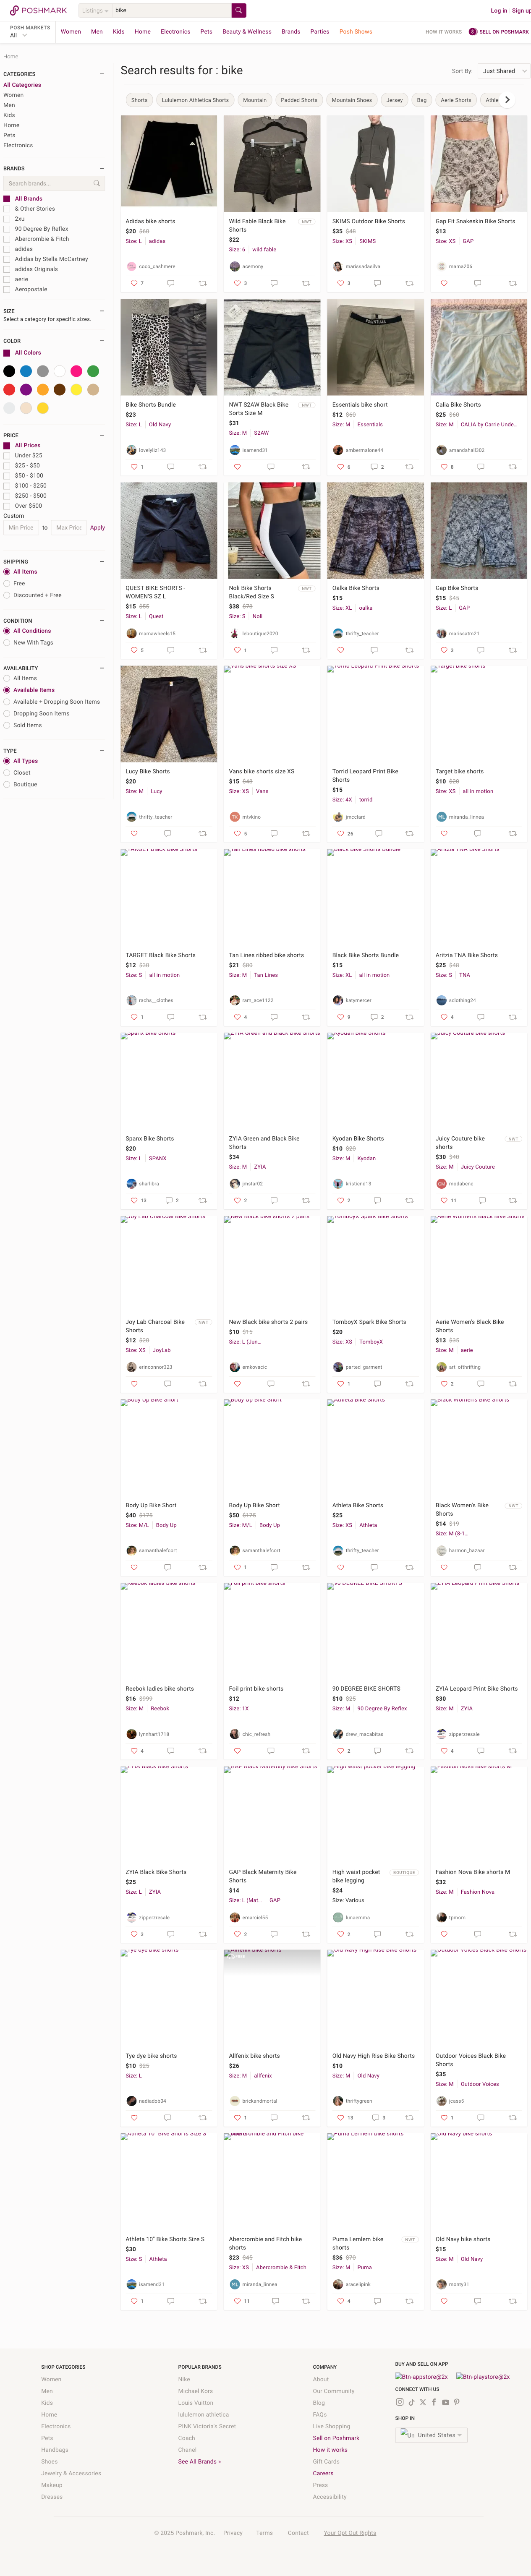 POSHMARK
Listings
bike
Log in
Sign up
POSH MARKETS
All
Women Men Kids Home Electronics Pets Beauty & Wellness Brands Parties Posh Shows
HOW IT WORKS
SELL ON POSHMARK
Home
CATEGORIES
All Categories
Women
Men
Kids
Home
Pets
Electronics
BRANDS
Search brands...
All Brands
& Other Stories
2xu
90 Degree By Reflex
Abercrombie & Fitch
adidas
Adidas by Stella McCartney
adidas Originals
aerie
Aeropostale
SIZE
Select a category for specific sizes.
COLOR
All Colors
PRICE
All Prices
Under $25
$25 - $50
$50 - $100
$100 - $250
$250 - $500
Over $500
Custom
Min Price to Max Price Apply
SHIPPING
All Items
Free
Discounted + Free
CONDITION
All Conditions
New With Tags
AVAILABILITY
All Items
Available Items
Available + Dropping Soon Items
Dropping Soon Items
Sold Items
TYPE
All Types
Closet
Boutique
Search results for : bike
Sort By: Just Shared
Shorts
Lululemon Athletica Shorts
Mountain
Padded Shorts
Mountain Shoes
Jersey
Bag
Aerie Shorts
Athle
Adidas bike shorts
$20 $60
Size: L adidas
coco_cashmere
7
Wild Fable Black Bike Shorts
NWT
$22
Size: 6 wild fable
acemony
3
SKIMS Outdoor Bike Shorts
$35 $48
Size: XS SKIMS
marissadasilva
3
Gap Fit Snakeskin Bike Shorts
$13
Size: XS GAP
mama206
Bike Shorts Bundle
$23
Size: L Old Navy
lovelyliz143
1
NWT S2AW Black Bike Sorts Size M
NWT
$31
Size: M S2AW
isamend31
Essentials bike short
$12 $60
Size: M Essentials
ambermalone44
6
2
Calia Bike Shorts
$25 $60
Size: M CALIA by Carrie Unde...
amandahall502
8
QUEST BIKE SHORTS - WOMEN'S SZ L
$15 $55
Size: L Quest
mamawheels15
5
Noli Bike Shorts Black/Red Size S
NWT
$38 $78
Size: S Noli
leboutique2020
1
Oalka Bike Shorts
$15
Size: XL oalka
thrifty_teacher
Gap Bike Shorts
$15 $45
Size: L GAP
marissatm21
3
Lucy Bike Shorts
$20
Size: M Lucy
thrifty_teacher
Vans bike shorts size XS
$15 $40
Size: XS Vans
mtvkino
5
Torrid Leopard Print Bike Shorts
$15
Size: 4X torrid
jmcclard
26
Target bike shorts
$10 $20
Size: XS all in motion
miranda_linnea
TARGET Black Bike Shorts
$12 $30
Size: S all in motion
rachs__clothes
1
Tan Lines ribbed bike shorts
$21 $80
Size: M Tan Lines
ram_ace1122
4
Black Bike Shorts Bundle
$15
Size: XL all in motion
katymercer
9
2
Aritzia TNA Bike Shorts
$25 $48
Size: S TNA
sclothing24
4
Spanx Bike Shorts
$20
Size: L SPANX
sharlibra
13
2
ZYIA Green and Black Bike Shorts
$34
Size: M ZYIA
jmstar02
2
Kyodan Bike Shorts
$10 $20
Size: M Kyodan
kristiend13
2
Juicy Couture bike shorts
NWT
$30 $40
Size: M Juicy Couture
modabene
11
Joy Lab Charcoal Bike Shorts
NWT
$12 $20
Size: XS JoyLab
erinconnor323
New Black bike shorts 2 pairs
$10 $15
Size: L (Jun...
emkovacic
TomboyX Spark Bike Shorts
$20
Size: XS TomboyX
parted_garment
1
Aerie Women's Black Bike Shorts
$13 $35
Size: M aerie
art_ofthrifting
2
Body Up Bike Short
$40 $175
Size: M/L Body Up
samanthalefcort
Body Up Bike Short
$50 $175
Size: M/L Body Up
samanthalefcort
1
Athleta Bike Shorts
$25
Size: XS Athleta
thrifty_teacher
Black Women's Bike Shorts
NWT
$14 $19
Size: M (8-1...
harmon_bazaar
Reebok ladies bike shorts
$16 $999
Size: M Reebok
lynnhart1718
4
Foil print bike shorts
$12
Size: 1X
chic_refresh
90 DEGREE BIKE SHORTS
$10 $25
Size: M 90 Degree By Reflex
drew_macabitas
2
ZYIA Leopard Print Bike Shorts
$30
Size: M ZYIA
zipperzresale
4
ZYIA Black Bike Shorts
$25
Size: L ZYIA
zipperzresale
3
GAP Black Maternity Bike Shorts
$14
Size: L (Mat... GAP
emarciel55
2
High waist pocket bike legging
BOUTIQUE
$24
Size: Various
lunaemma
2
Fashion Nova Bike shorts M
$32
Size: M Fashion Nova
tpmom
Tye dye bike shorts
$10 $25
Size: L
nadiadob04
Allfenix bike shorts
$26
Size: M allfenix
brickandmortal
1
Old Navy High Rise Bike Shorts
$10
Size: M Old Navy
thriftygreen
13
3
Outdoor Voices Black Bike Shorts
$35
Size: M Outdoor Voices
jcass5
1
Athleta 10" Bike Shorts Size S
$30
Size: S Athleta
isamend31
1
Abercrombie and Fitch bike shorts
$23 $45
Size: XS Abercrombie & Fitch
miranda_linnea
11
Puma Lemlem bike shorts
NWT
$36 $70
Size: M Puma
aracelipink
4
Old Navy bike shorts
$15
Size: M Old Navy
monty31
SHOP CATEGORIES
Women
Men
Kids
Home
Electronics
Pets
Handbags
Shoes
Jewelry & Accessories
Makeup
Dresses
POPULAR BRANDS
Nike
Michael Kors
Louis Vuitton
lululemon athletica
PINK Victoria's Secret
Coach
Chanel
See All Brands »
COMPANY
About
Our Community
Blog
FAQs
Live Shopping
Sell on Poshmark
How it works
Gift Cards
Careers
Press
Accessibility
BUY AND SELL ON APP
Btn-appstore@2x
Btn-playstore@2x
CONNECT WITH US
SHOP IN
United States
© 2025 Poshmark, Inc. Privacy Terms Contact Your Opt Out Rights